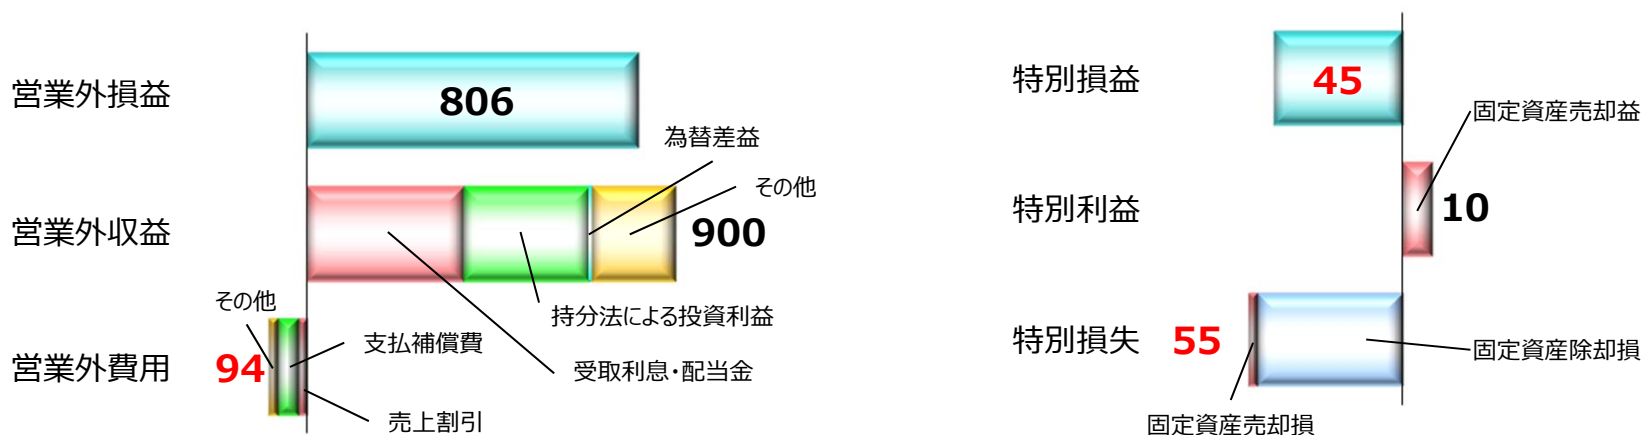 営業外損益
806
為替差益
その他
営業外収益
900
持分法による投資利益
受取利息・配当金
その他
支払補償費
営業外費用
94
売上割引
特別損益
45
固定資産売却益
特別利益
10
特別損失
55
固定資産除却損
固定資産売却損